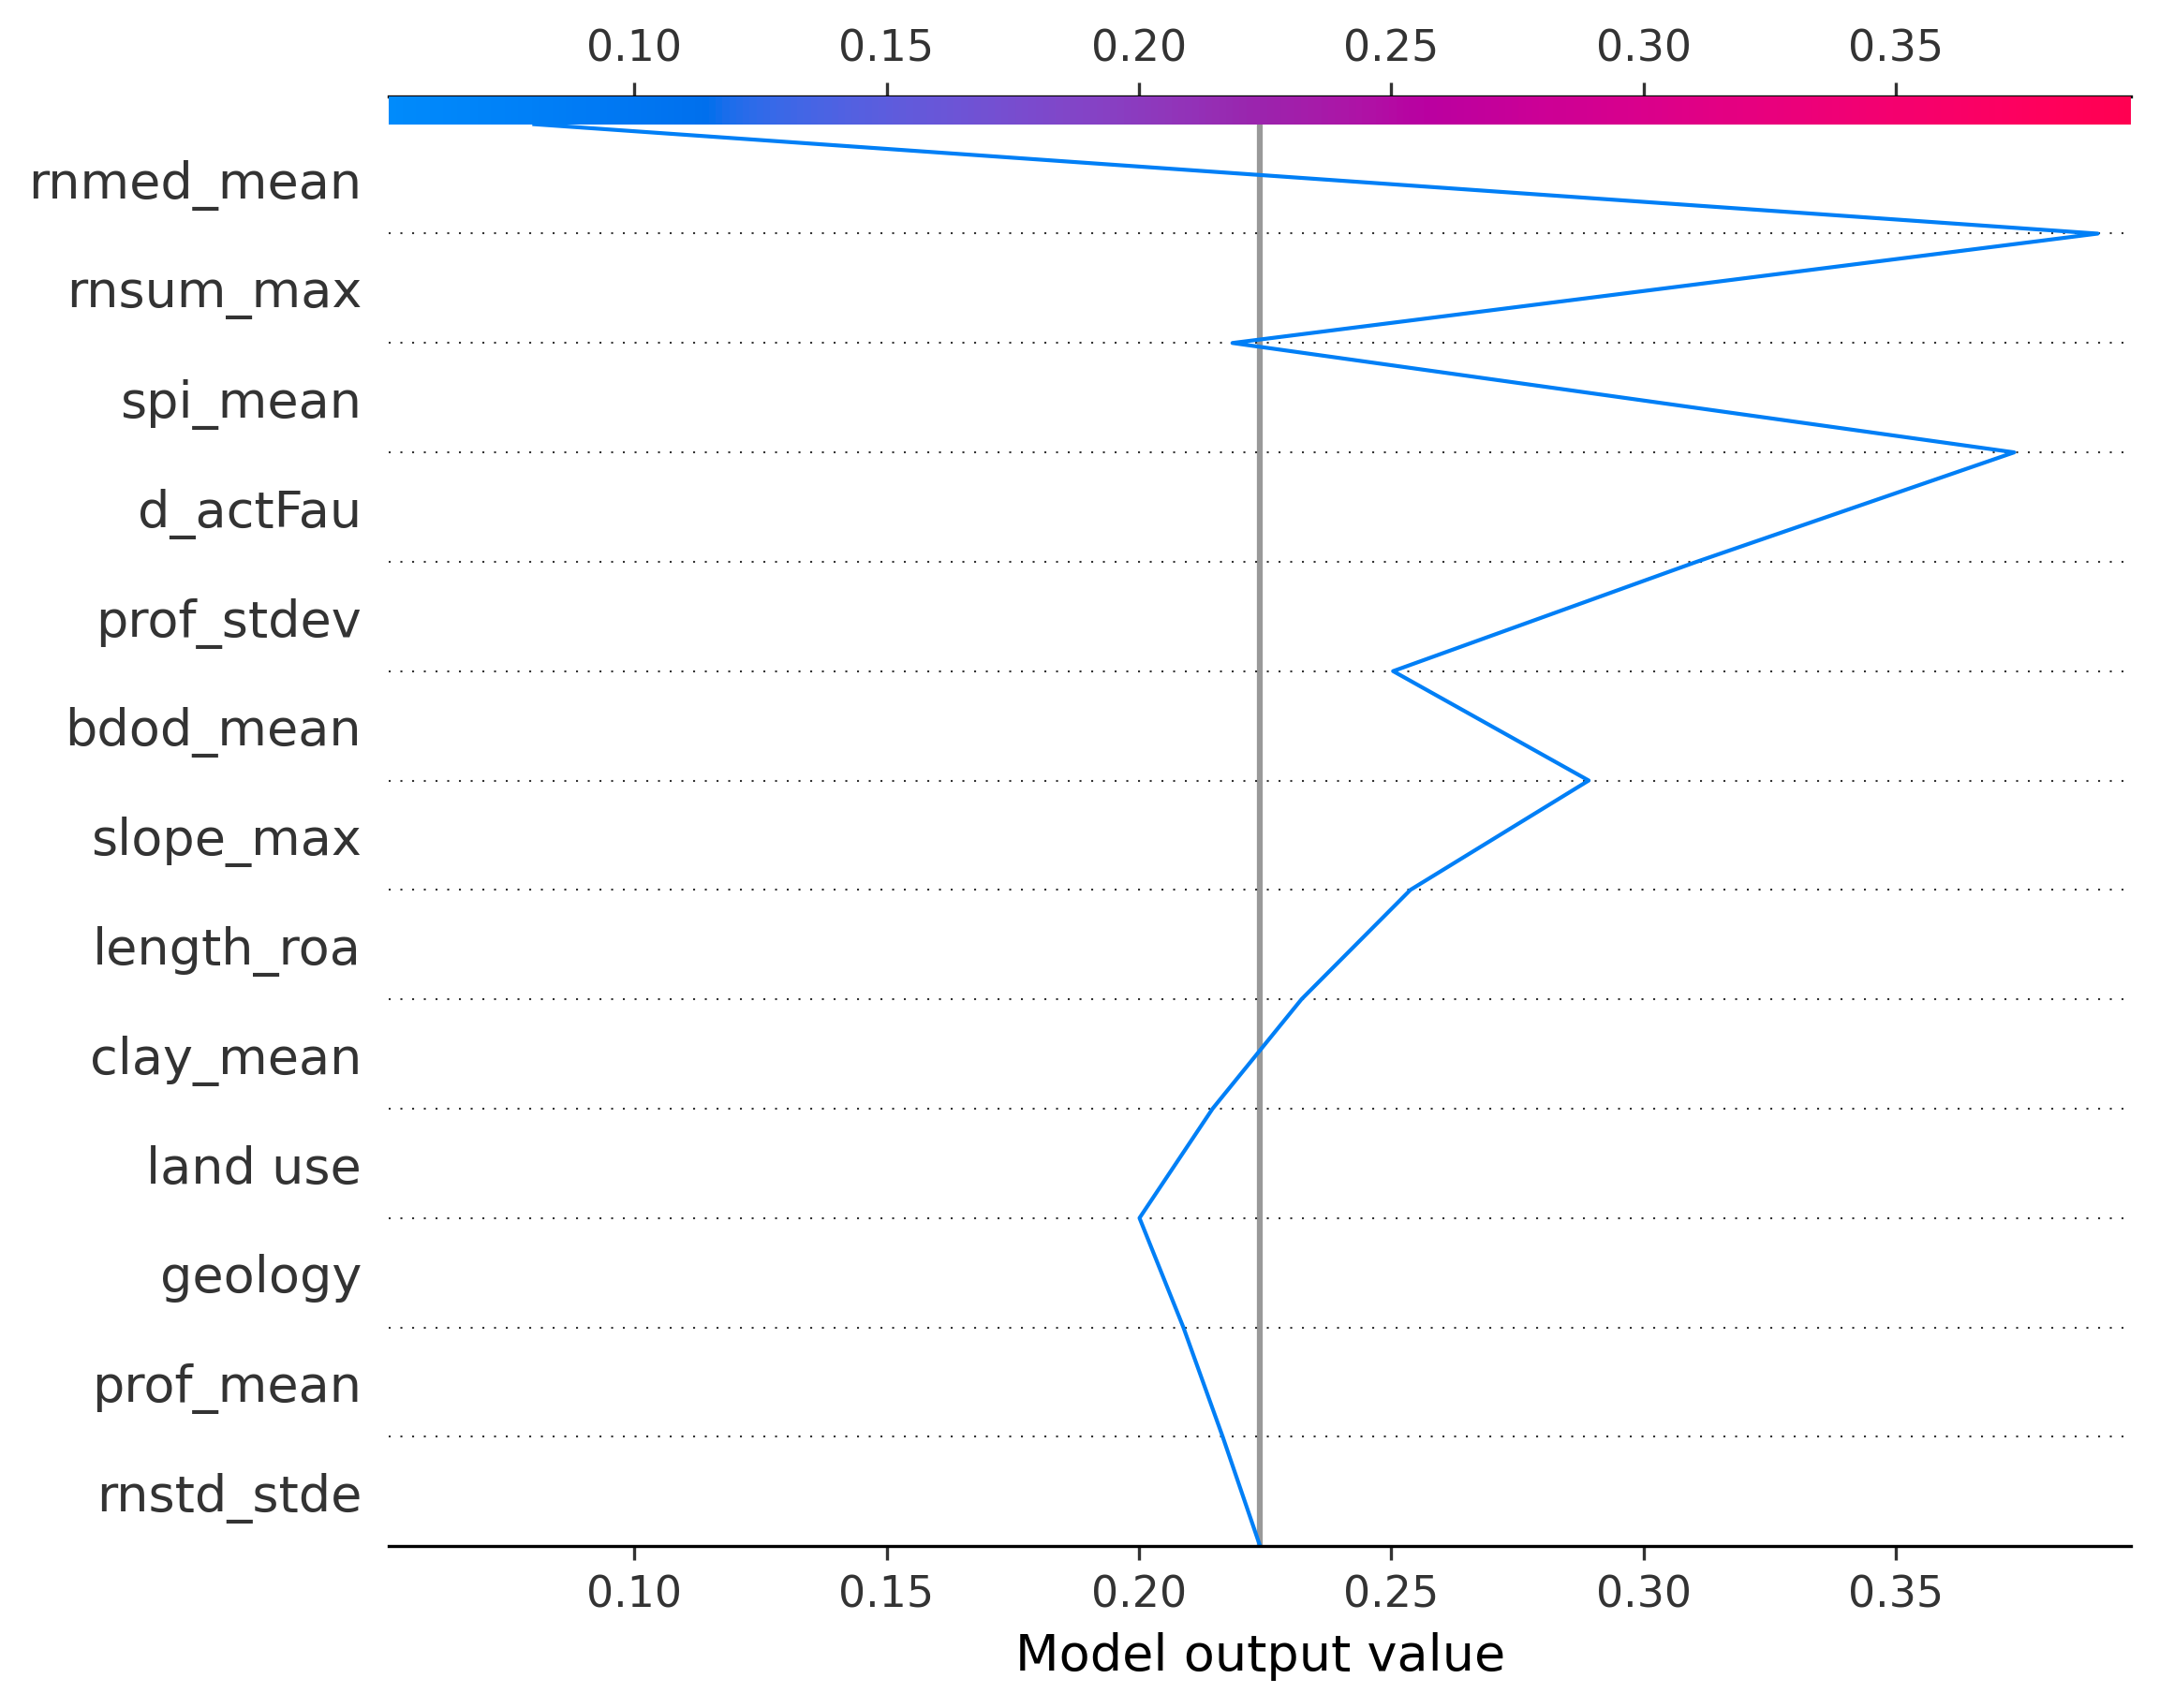 0.10 0.15 0.20 0.25 0.30 0.35
rnmed_mean
rnsum_max
spi_mean
d_actFau
prof_stdev
bdod_mean
slope_max
length_roa
clay_mean
land use
geology
prof_mean
rnstd_stde
0.10 0.15 0.20 0.25 0.30 0.35
Model output value